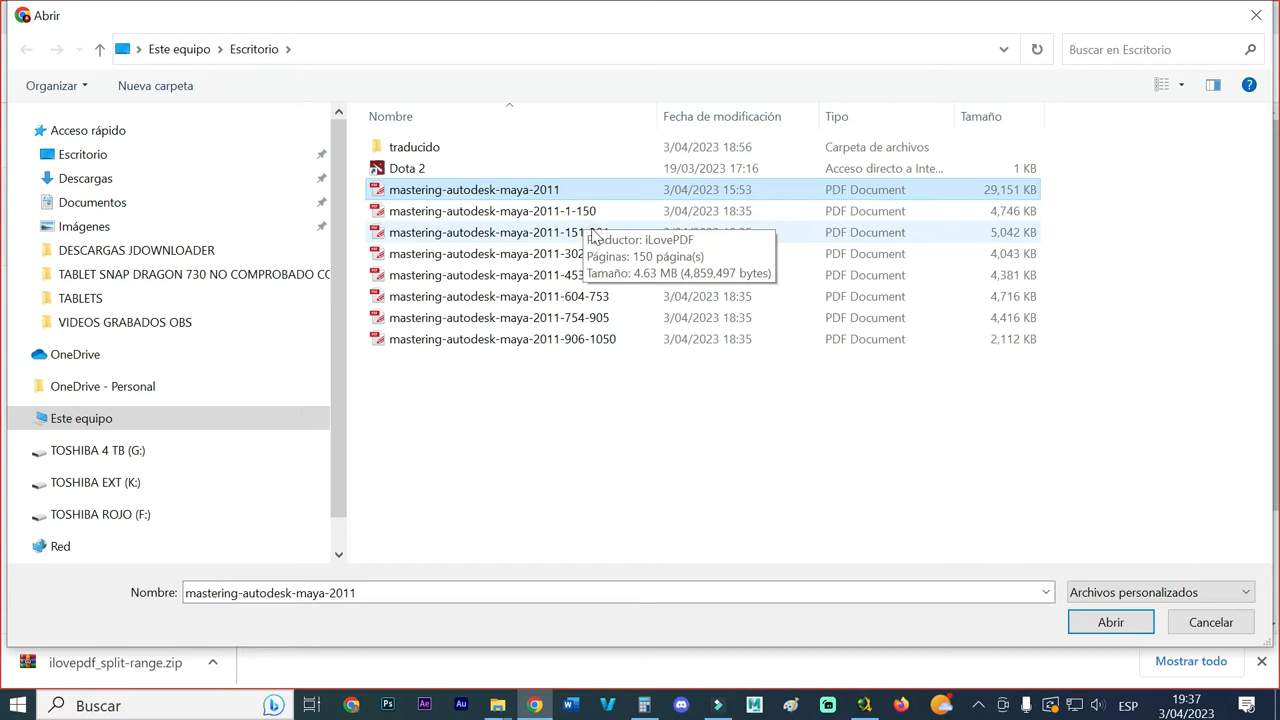 Abrir
Este equipo > Escritorio >
Buscar en Escritorio
Organizar
Nueva carpeta
Nombre
Fecha de modificación
Tipo
Tamaño
Acceso rápido
Escritorio
Descargas
Documentos
Imágenes
DESCARGAS JDOWNLOADER
TABLET SNAP DRAGON 730 NO COMPROBADO CC
TABLETS
VIDEOS GRABADOS OBS
OneDrive
OneDrive - Personal
Este equipo
TOSHIBA 4 TB (G:)
TOSHIBA EXT (K:)
TOSHIBA ROJO (F:)
Red
traducido 3/04/2023 18:56 Carpeta de archivos
Dota 2 19/03/2023 17:16 Acceso directo a Inte... 1 KB
mastering-autodesk-maya-2011 3/04/2023 15:53 PDF Document 29,151 KB
mastering-autodesk-maya-2011-1-150 3/04/2023 18:35 PDF Document 4,746 KB
mastering-autodesk-maya-2011-151 PDF Document 5,042 KB
mastering-autodesk-maya-2011-302 PDF Document 4,043 KB
mastering-autodesk-maya-2011-453 PDF Document 4,381 KB
mastering-autodesk-maya-2011-604-753 3/04/2023 18:35 PDF Document 4,716 KB
mastering-autodesk-maya-2011-754-905 3/04/2023 18:35 PDF Document 4,416 KB
mastering-autodesk-maya-2011-906-1050 3/04/2023 18:35 PDF Document 2,112 KB
Productor: iLovePDF
Páginas: 150 página(s)
Tamaño: 4.63 MB (4,859,497 bytes)
Nombre: mastering-autodesk-maya-2011
Archivos personalizados
Abrir
Cancelar
ilovepdf_split-range.zip
Mostrar todo
Buscar
ESP
19:37
3/04/2023